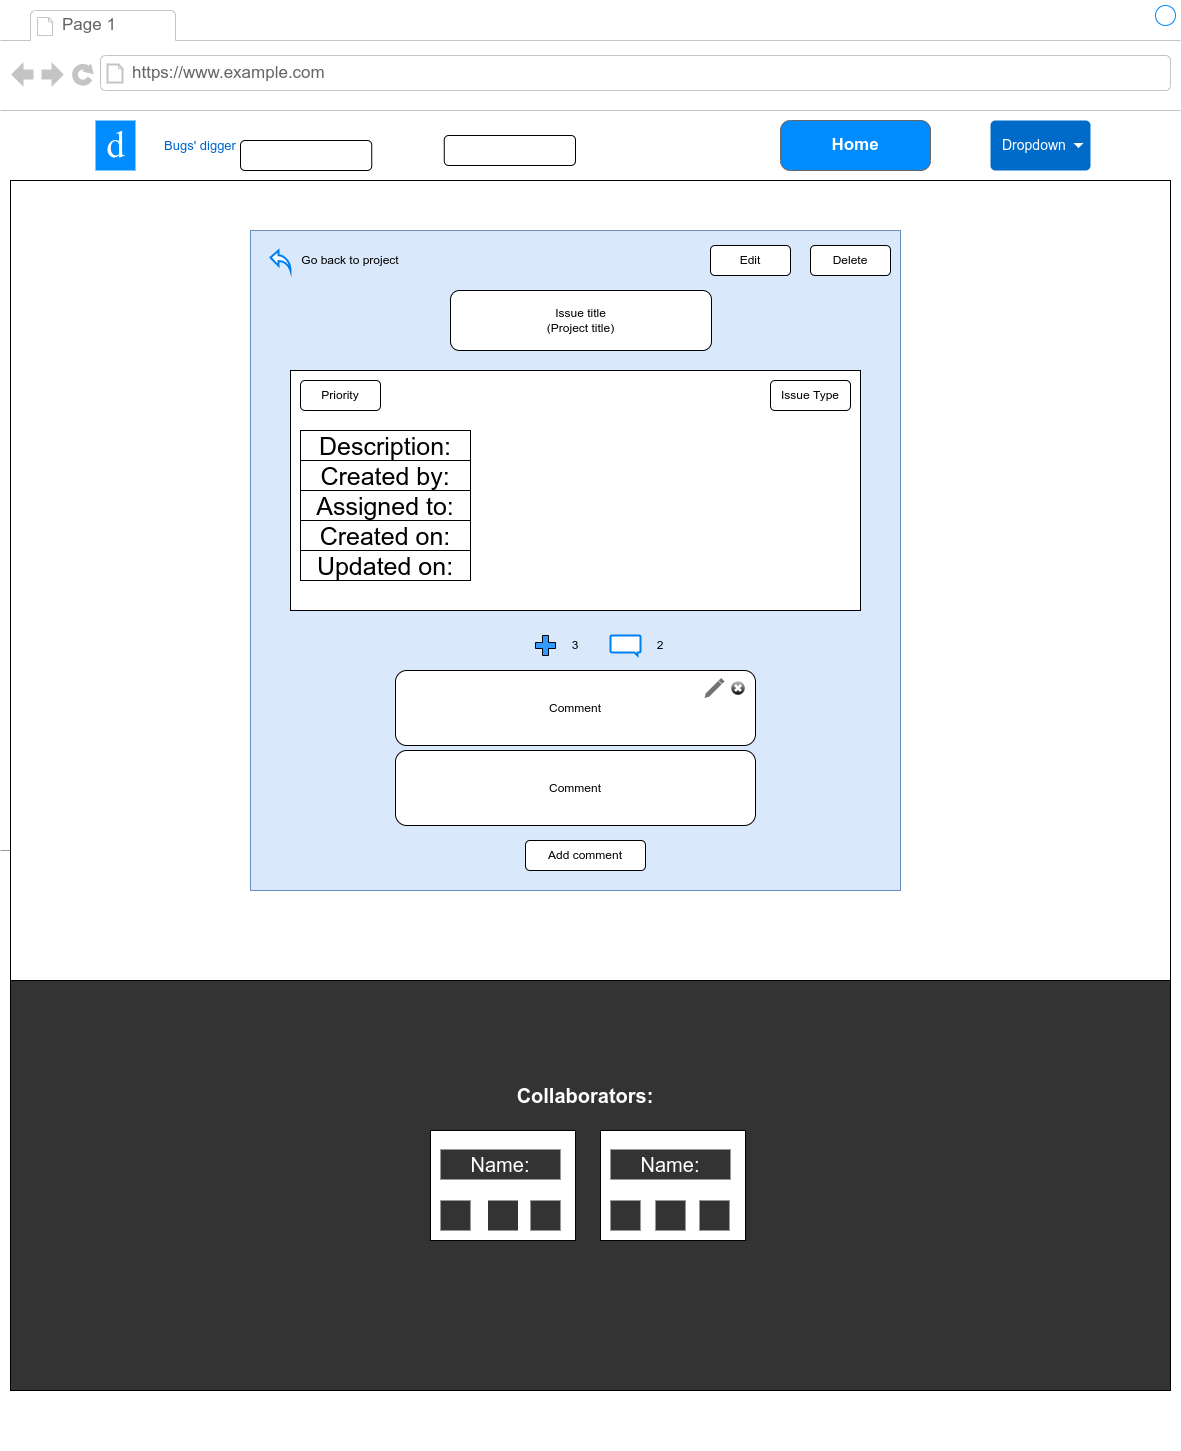 Page 1
https://www.example.com
d
Bugs' digger
Home
Dropdown
Go back to project
Edit
Delete
Issue title
(Project title)
Priority
Issue Type
Description:
Created by:
Assigned to:
Created on:
Updated on:
3
2
Comment
Comment
Add comment
Collaborators:
Name:
Name: